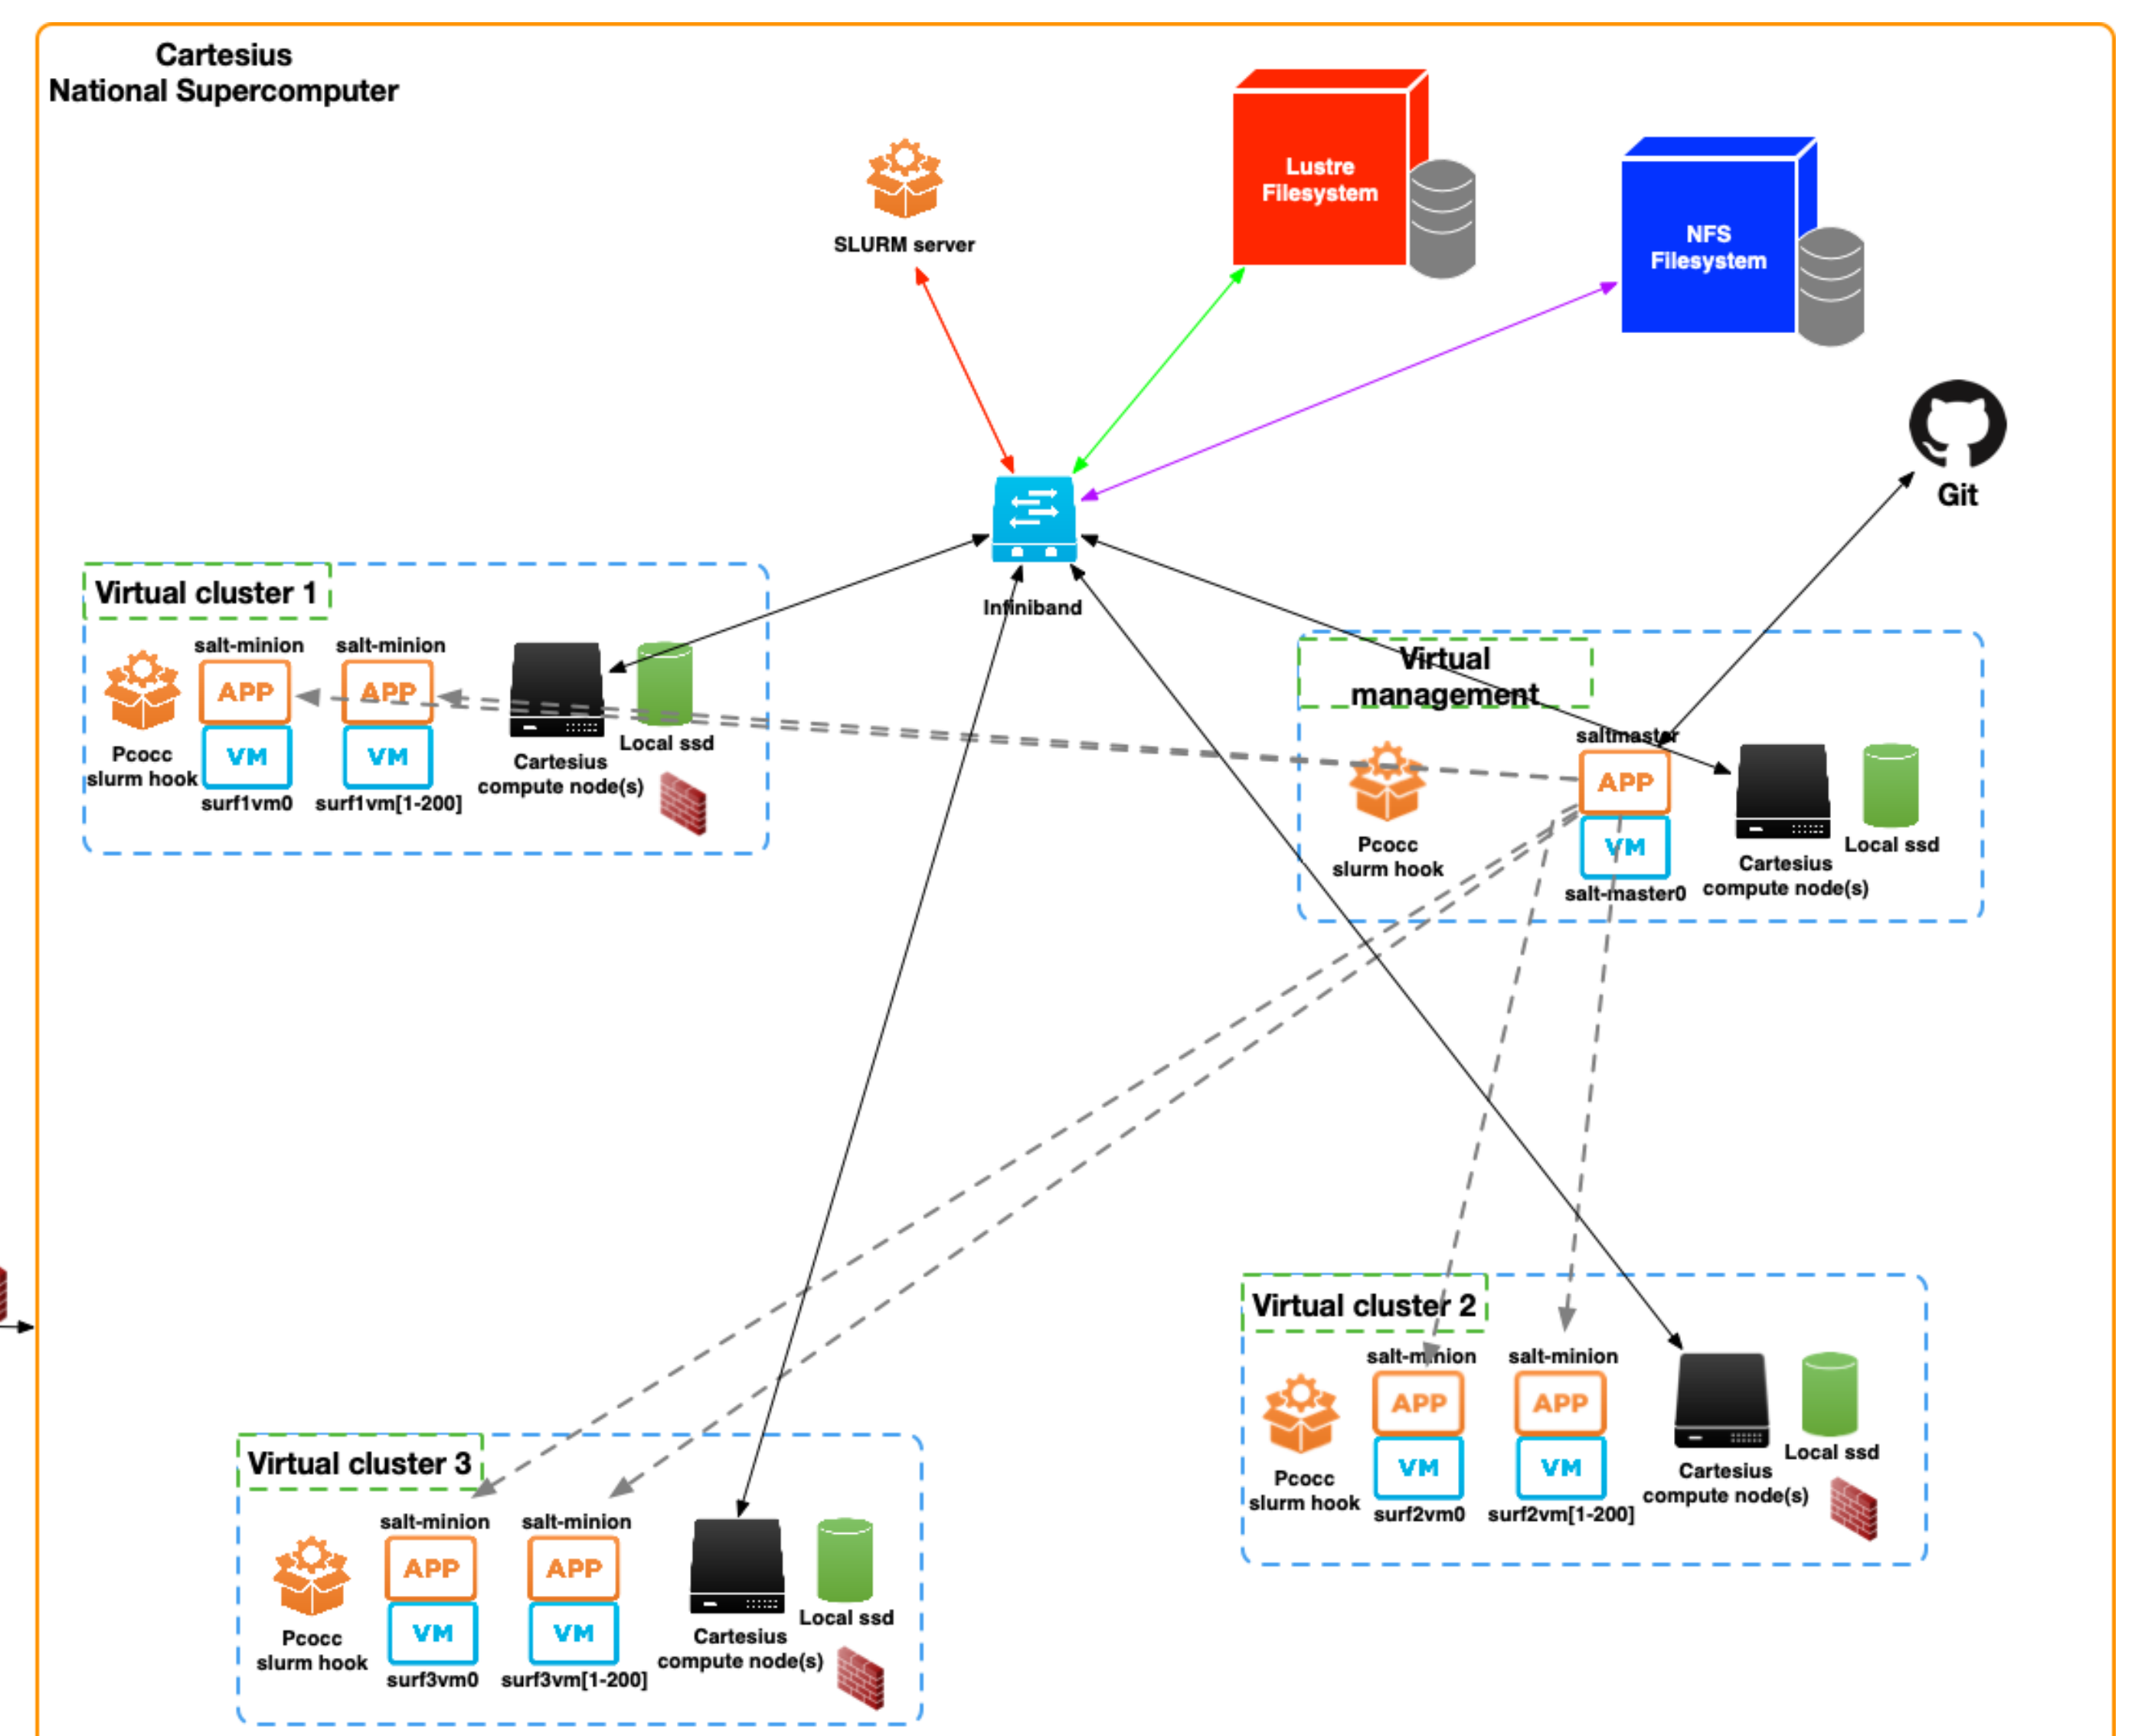 Cartesius
National Supercomputer
SLURM server
Lustre
Filesystem
NFS
Filesystem
Git
Infiniband
Virtual cluster 1
salt-minion
salt-minion
APP
APP
VM
VM
Pcocc
slurm hook
surf1vm0
surf1vm[1-200]
Cartesius
compute node(s)
Local ssd
Virtual
management
saltmaster
APP
VM
Pcocc
slurm hook
salt-master0
Cartesius
compute node(s)
Local ssd
Virtual cluster 2
salt-minion
salt-minion
APP
APP
VM
VM
Pcocc
slurm hook
surf2vm0
surf2vm[1-200]
Cartesius
compute node(s)
Local ssd
Virtual cluster 3
salt-minion
salt-minion
APP
APP
VM
VM
Pcocc
slurm hook
surf3vm0
surf3vm[1-200]
Cartesius
compute node(s)
Local ssd